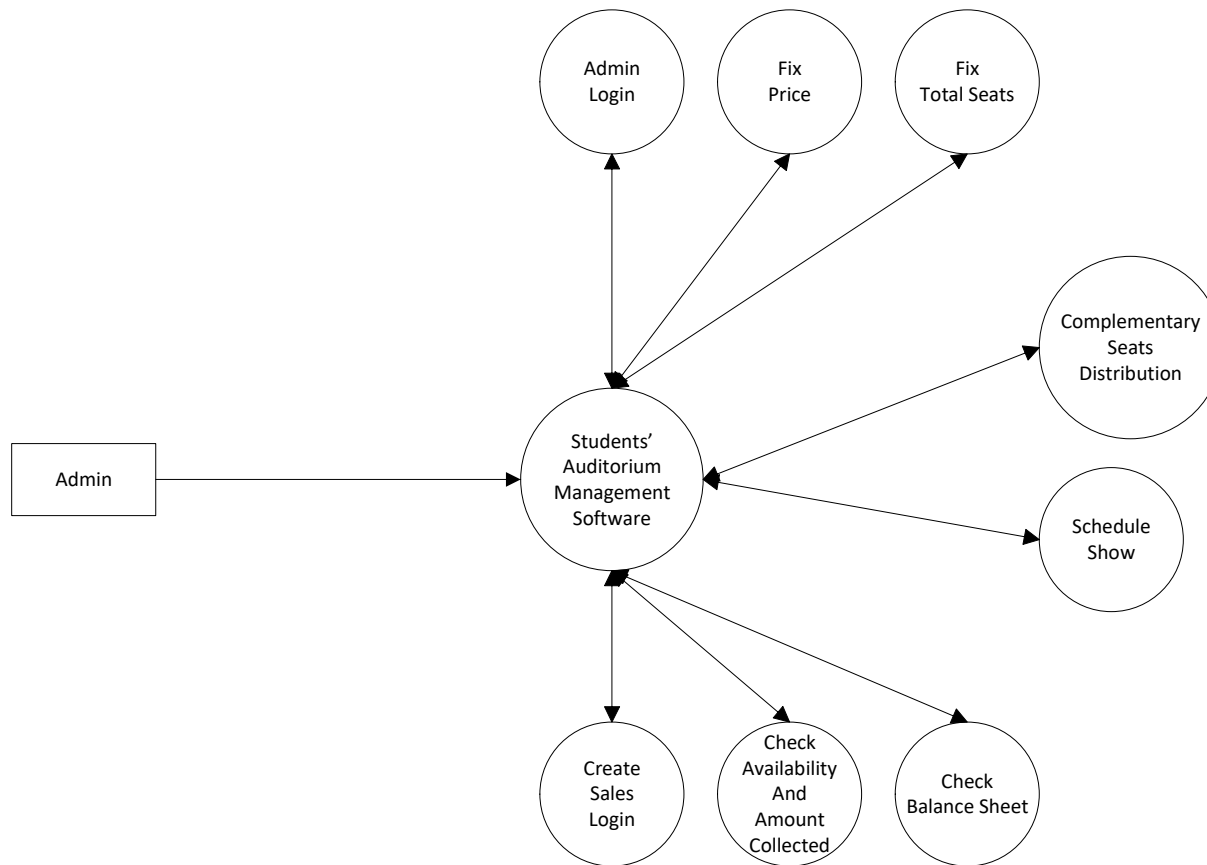 Admin
Login
Fix
Price
Fix
Total Seats
Complementary
Seats
Distribution
Students’
Auditorium
Management
Software
Admin
Schedule
Show
Create
Sales
Login
Check
Availability
And
Amount
Collected
Check
Balance Sheet